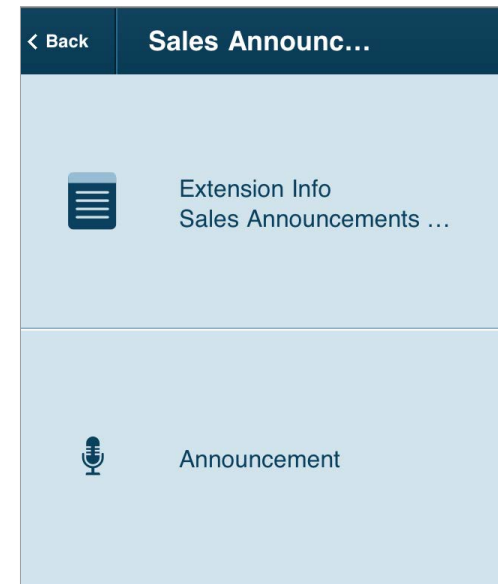 < Back
Sales Announc...
Extension Info
Sales Announcements ...
Announcement